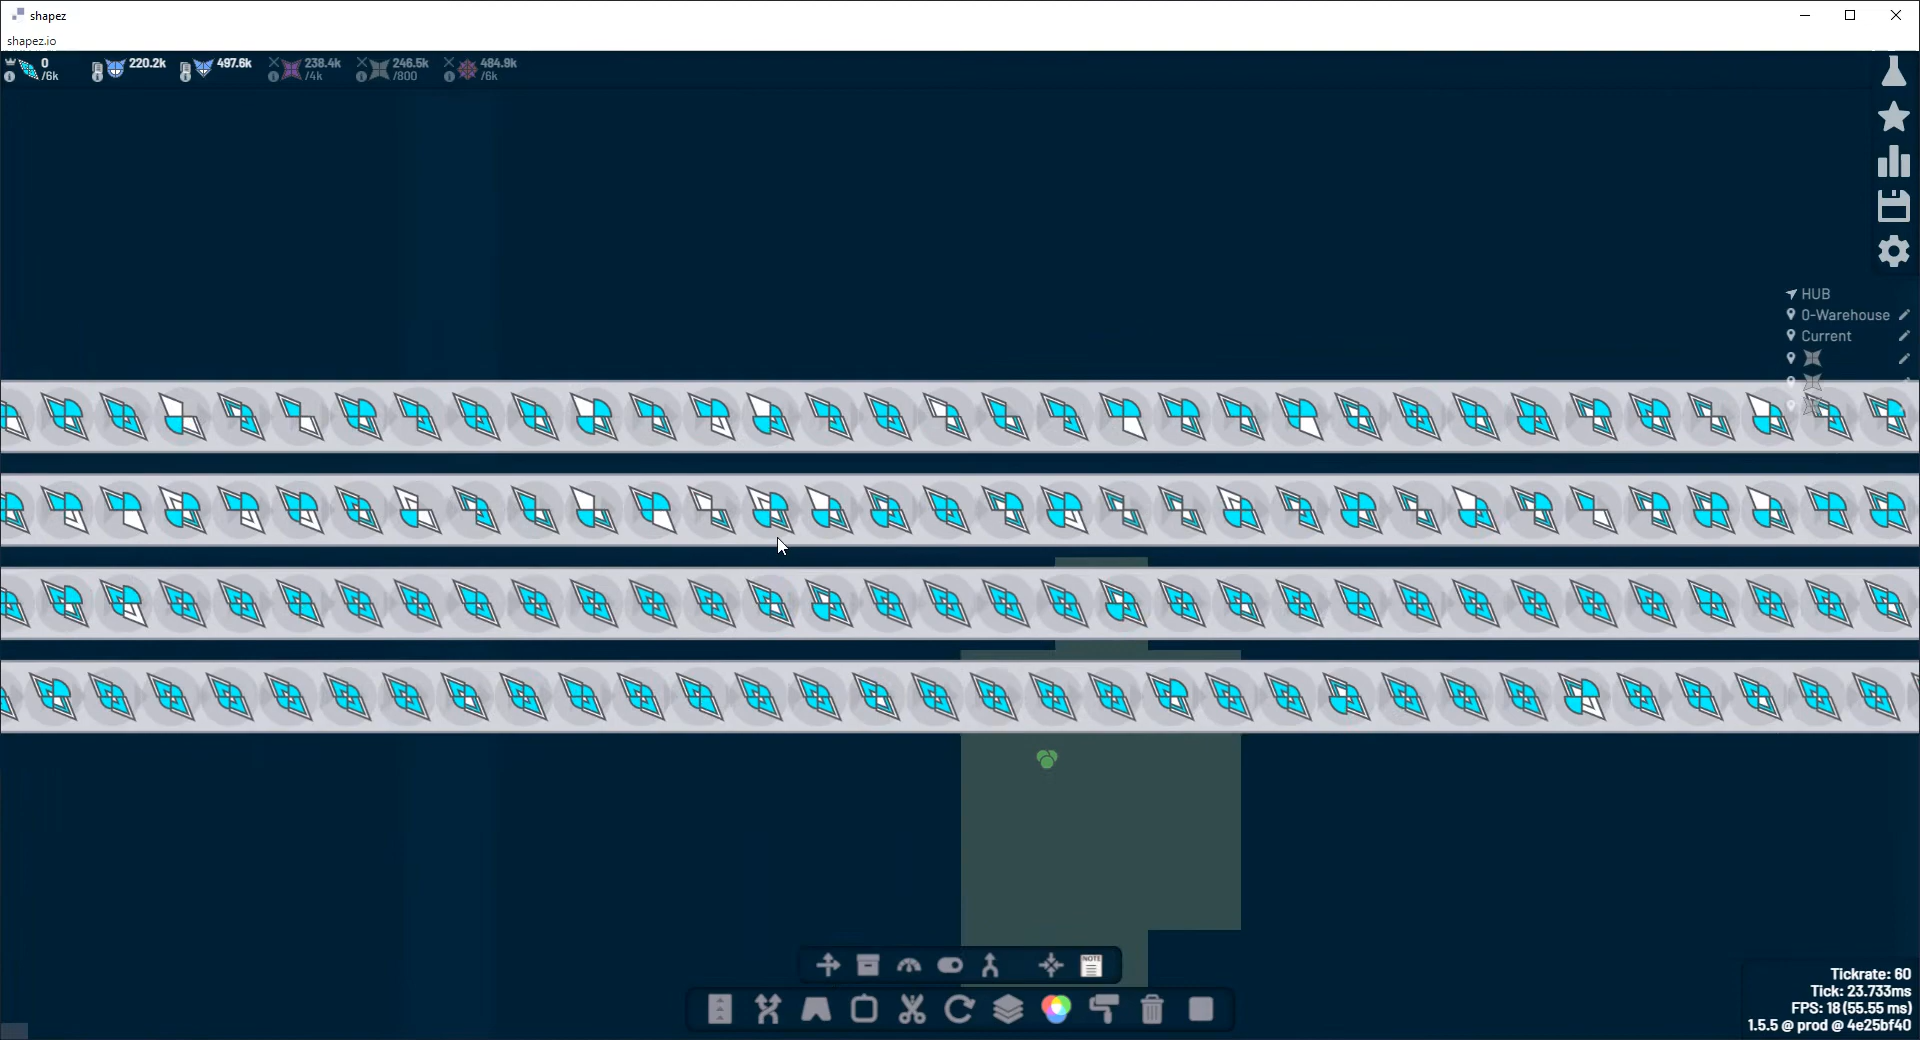 shapez
shapez.io
0
/6k
220.2k
497.6k
238.4k
/4k
246.5k
/800
484.9k
/6k
HUB
0-Warehouse
Current
NOTE
Tickrate: 60
Tick: 23.733ms
FPS: 18 (55.55 ms)
1.5.5 @ prod @ 4e25bf40